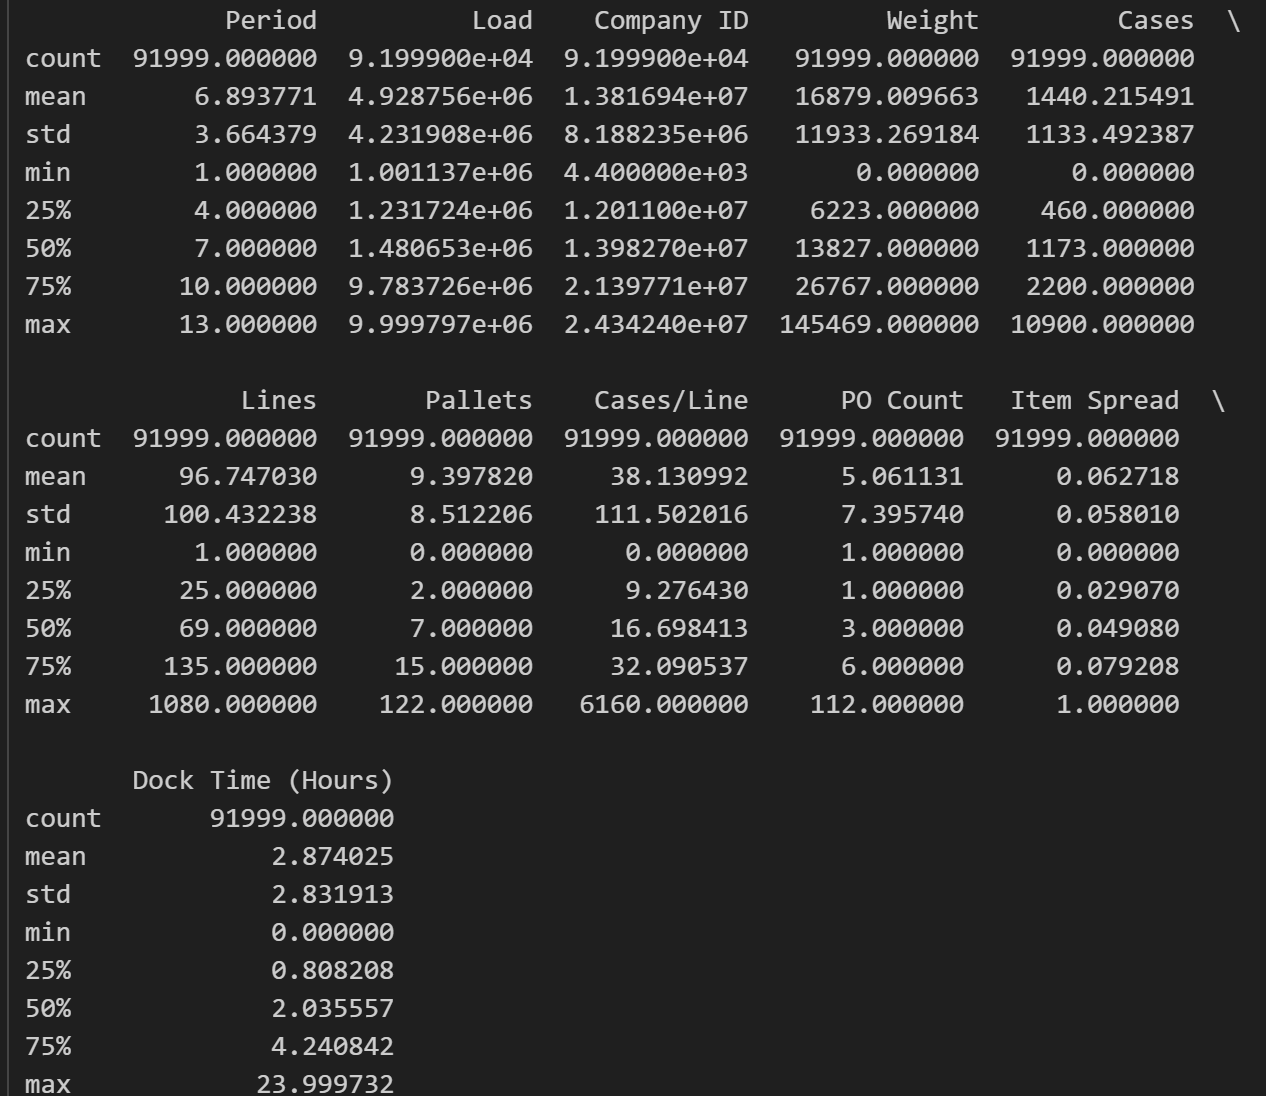 Period Load Company ID Weight Cases \
count 91999.000000 9.199900e+04 9.199900e+04 91999.000000 91999.000000
mean 6.893771 4.928756e+06 1.381694e+07 16879.009663 1440.215491
std 3.664379 4.231908e+06 8.188235e+06 11933.269184 1133.492387
min 1.000000 1.001137e+06 4.400000e+03 0.000000 0.000000
25% 4.000000 1.231724e+06 1.201100e+07 6223.000000 460.000000
50% 7.000000 1.480653e+06 1.398270e+07 13827.000000 1173.000000
75% 10.000000 9.783726e+06 2.139771e+07 26767.000000 2200.000000
max 13.000000 9.999797e+06 2.434240e+07 145469.000000 10900.000000
Lines Pallets Cases/Line PO Count Item Spread \
count 91999.000000 91999.000000 91999.000000 91999.000000 91999.000000
mean 96.747030 9.397820 38.130992 5.061131 0.062718
std 100.432238 8.512206 111.502016 7.395740 0.058010
min 1.000000 0.000000 0.000000 1.000000 0.000000
25% 25.000000 2.000000 9.276430 1.000000 0.029070
50% 69.000000 7.000000 16.698413 3.000000 0.049080
75% 135.000000 15.000000 32.090537 6.000000 0.079208
max 1080.000000 122.000000 6160.000000 112.000000 1.000000
Dock Time (Hours)
count 91999.000000
mean 2.874025
std 2.831913
min 0.000000
25% 0.808208
50% 2.035557
75% 4.240842
max 23.999732